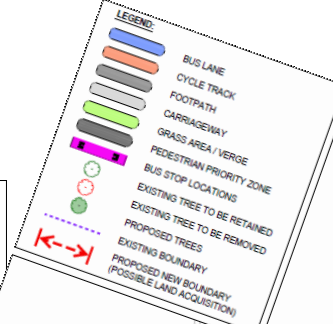 LEGEND:-
BUS LANE
CYCLE TRACK
FOOTPATH
CARRIAGEWAY
GRASS AREA / VERGE
PEDESTRIAN PRIORITY ZONE
BUS STOP LOCATIONS
EXISTING TREE TO BE RETAINED
EXISTING TREE TO BE REMOVED
PROPOSED TREES
EXISTING BOUNDARY
PROPOSED NEW BOUNDARY
(POSSIBLE LAND ACQUISITION)